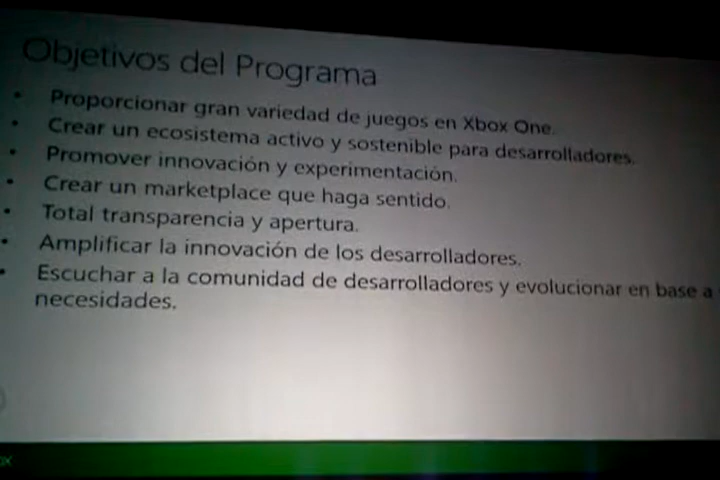 Objetivos del Programa
• Proporcionar gran variedad de juegos en Xbox One.
• Crear un ecosistema activo y sostenible para desarrolladores.
• Promover innovación y experimentación.
• Crear un marketplace que haga sentido.
• Total transparencia y apertura.
• Amplificar la innovación de los desarrolladores.
• Escuchar a la comunidad de desarrolladores y evolucionar en base a
necesidades.